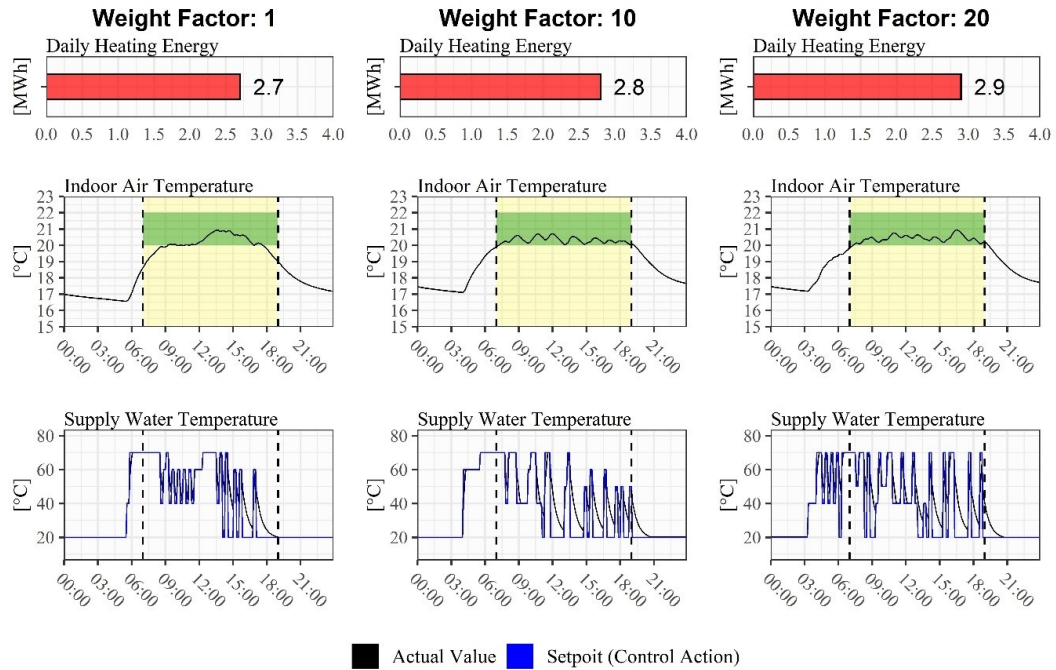 Weight Factor: 1 Weight Factor: 10 Weight Factor: 20
Daily Heating Energy Daily Heating Energy Daily Heating Energy
[MWh] 2.7 [MWh] 2.8 [MWh] 2.9
0.0 0.5 1.0 1.5 2.0 2.5 3.0 3.5 4.0 0.0 0.5 1.0 1.5 2.0 2.5 3.0 3.5 4.0 0.0 0.5 1.0 1.5 2.0 2.5 3.0 3.5 4.0
Indoor Air Temperature Indoor Air Temperature Indoor Air Temperature
23 23 23
22 22 22
21 21 21
20 20 20
[°C] [°C] [°C]
19 19 19
18 18 18
17 17 17
16 16 16
15 15 15
00:00 03:00 06:00 09:00 12:00 15:00 18:00 21:00 00:00 03:00 06:00 09:00 12:00 15:00 18:00 21:00 00:00 03:00 06:00 09:00 12:00 15:00 18:00 21:00
Supply Water Temperature Supply Water Temperature Supply Water Temperature
80 80 80
60 60 60
[°C] [°C] [°C]
40 40 40
20 20 20
00:00 03:00 06:00 09:00 12:00 15:00 18:00 21:00 00:00 03:00 06:00 09:00 12:00 15:00 18:00 21:00 00:00 03:00 06:00 09:00 12:00 15:00 18:00 21:00
Actual Value Setpoit (Control Action)